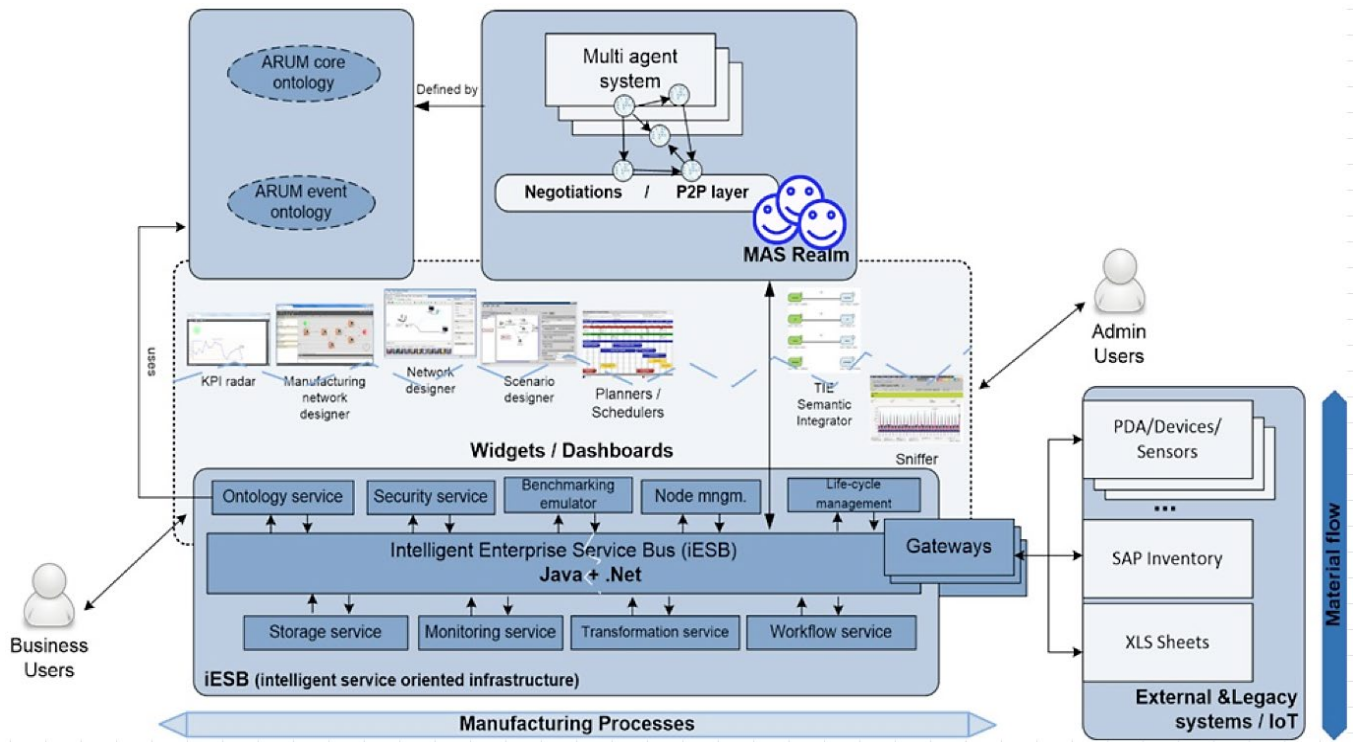 ARUM core
ontology
ARUM event
ontology
Defined by
Multi agent
system
Negotiations / P2P layer
MAS Realm
uses
KPI radar
Manufacturing
network
designer
Network
designer
Scenario
designer
Planners /
Schedulers
TIE
Semantic
Integrator
Sniffer
Widgets / Dashboards
Admin
Users
Business
Users
Ontology service
Security service
Benchmarking
emulator
Node mngm.
Life-cycle
management
Intelligent Enterprise Service Bus (iESB)
Java + .Net
Gateways
Storage service
Monitoring service
Transformation service
Workflow service
iESB (intelligent service oriented infrastructure)
Manufacturing Processes
PDA/Devices/
Sensors
...
SAP Inventory
XLS Sheets
External &Legacy
systems / IoT
Material flow